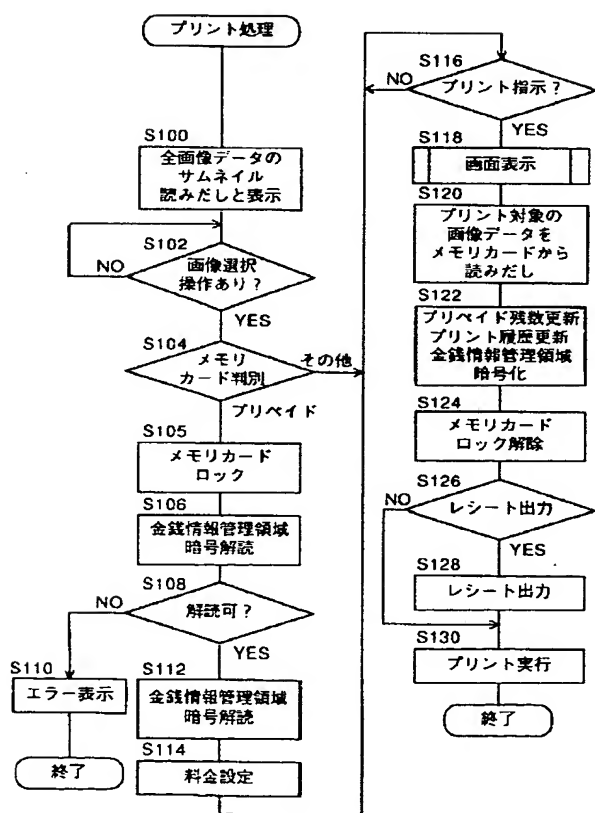 プリント処理
S100
全画像データの
サムネイル
読みだしと表示
S102
画像選択
操作あり?
NO
YES
S104
メモリ
カード判別
その他
プリペイド
S105
メモリカード
ロック
S106
金銭情報管理領域
暗号解読
S108
解読可?
NO
YES
S110
エラー表示
終了
S112
金銭情報管理領域
暗号解読
S114
料金設定
S116
プリント指示?
NO
YES
S118
画面表示
S120
プリント対象の
画像データを
メモリカードから
読みだし
S122
プリペイド残数更新
プリント履歴更新
金銭情報管理領域
暗号化
S124
メモリカード
ロック解除
S126
レシート出力
NO
YES
S128
レシート出力
S130
プリント実行
終了